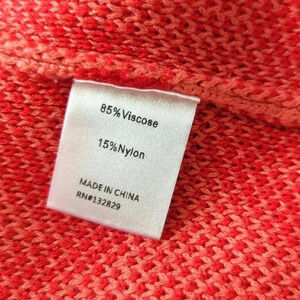 85%Viscose
15%Nylon
MADE IN CHINA
RN#132829